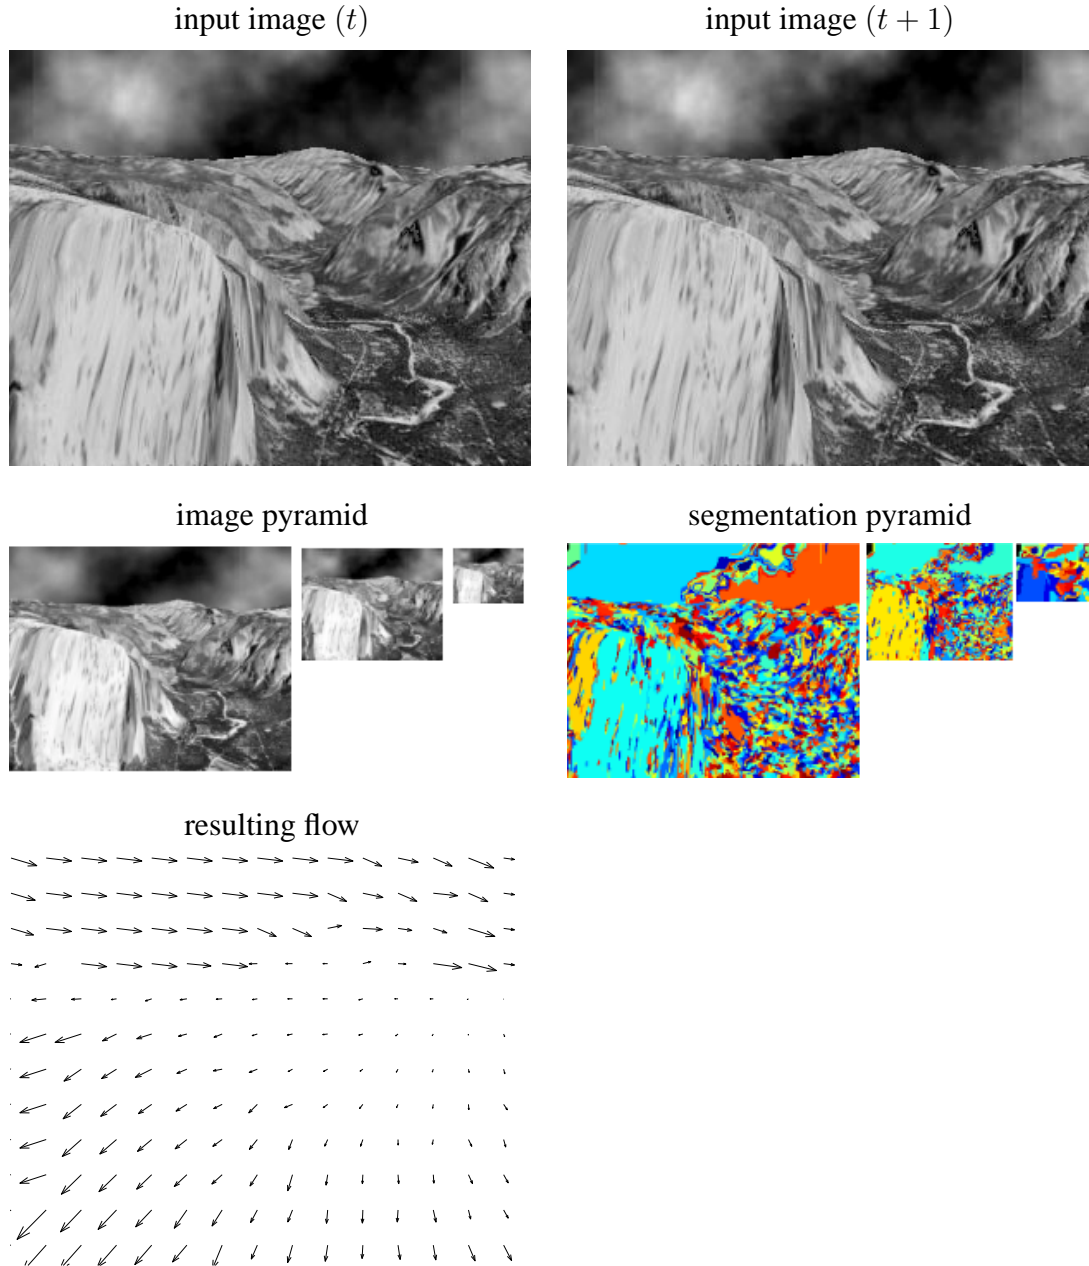 input image (t)
input image (t + 1)
image pyramid
segmentation pyramid
resulting flow